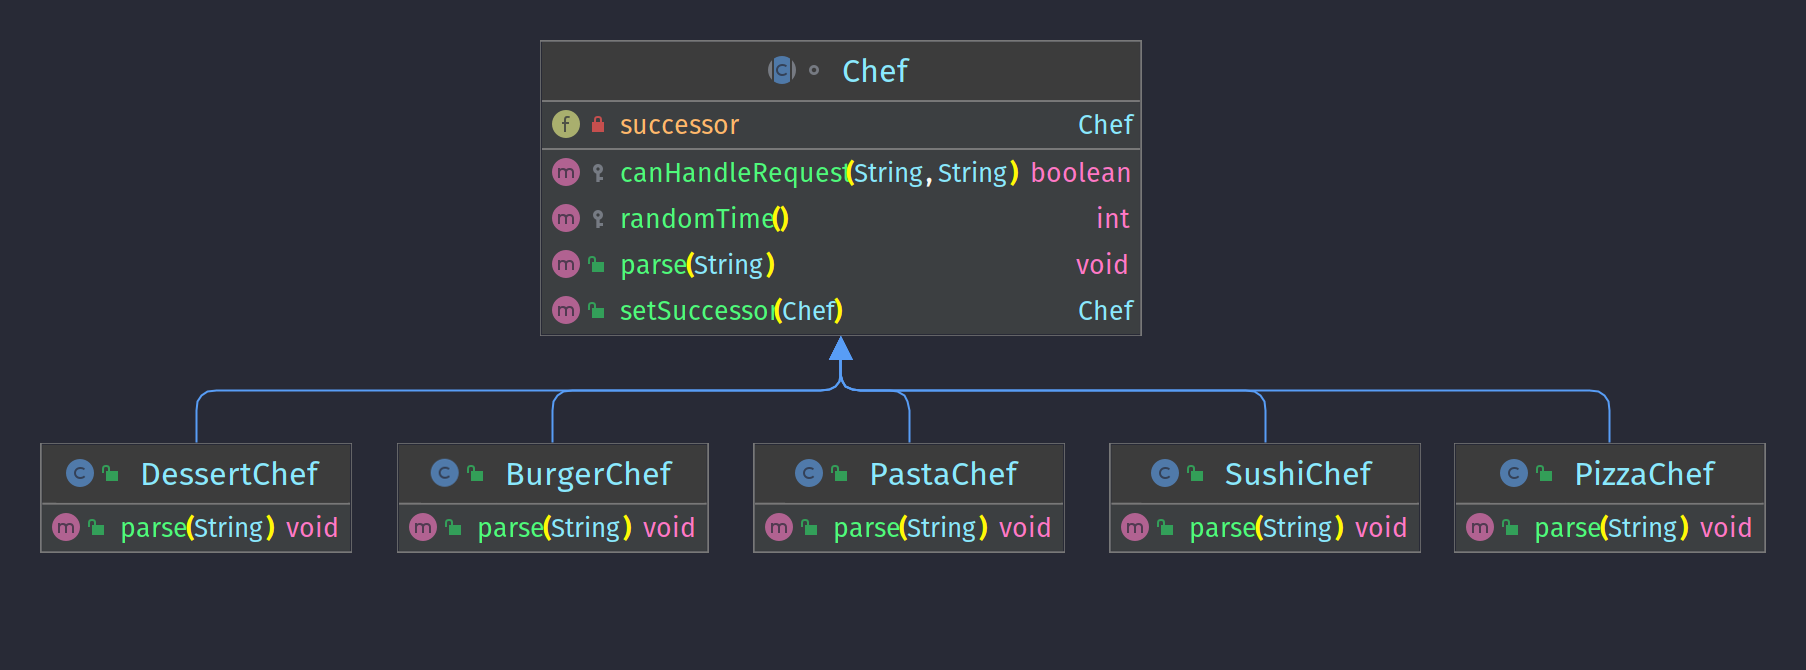 Chef
successor Chef
canHandleRequest(String, String) boolean
randomTime() int
parse(String) void
setSuccessor(Chef) Chef
DessertChef
parse(String) void
BurgerChef
parse(String) void
PastaChef
parse(String) void
SushiChef
parse(String) void
PizzaChef
parse(String) void